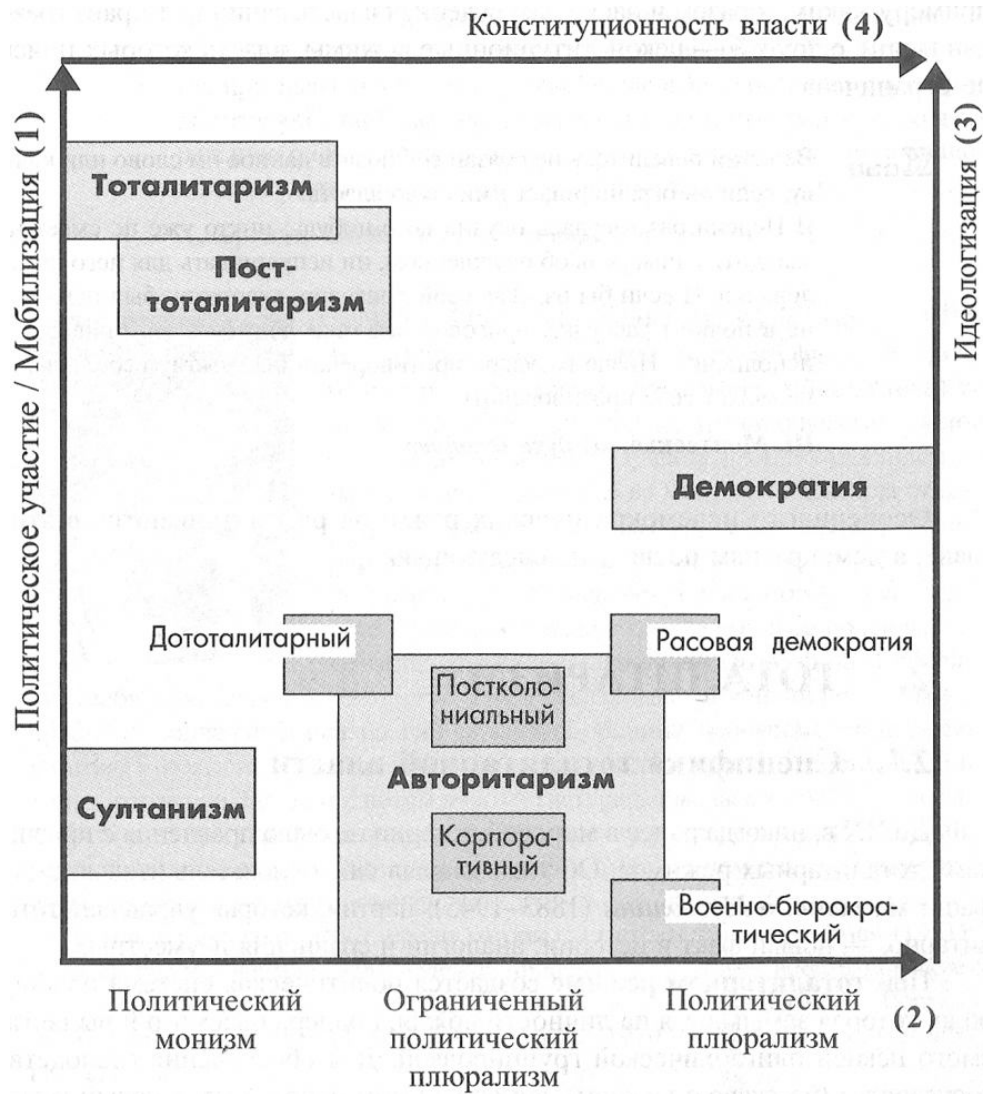 Конституционность власти (4)
Политическое участие / Мобилизация (1)
Идеологизация (3)
Тоталитаризм
Пост-
тоталитаризм
Демократия
Дототалитарный
Расовая демократия
Постколо-
ниальный
Султанизм
Авторитаризм
Корпора-
тивный
Военно-бюрокра-
тический
Политический
монизм
Ограниченный
политический
плюрализм
Политический
плюрализм
(2)